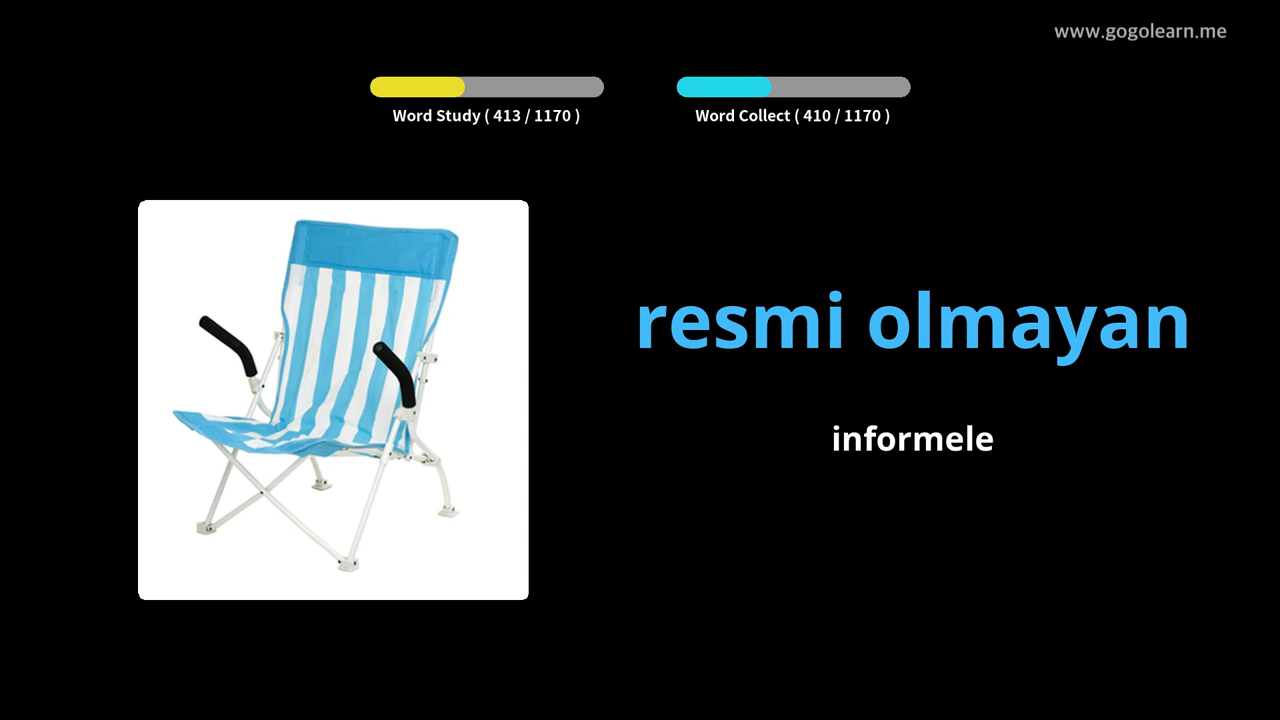 www.gogolearn.me
Word Study ( 413 / 1170 )
Word Collect ( 410 / 1170 )
resmi olmayan
informele